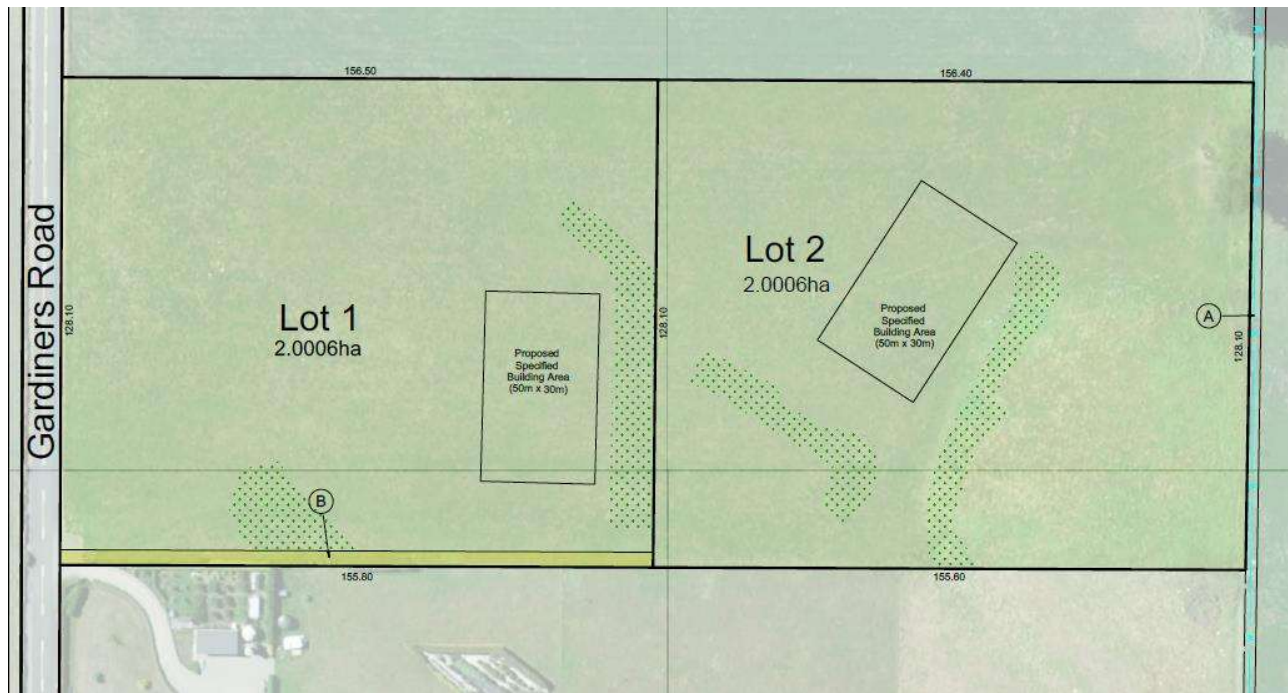 156.50
156.40
Gardiners Road
128.10
Lot 1
2.0006ha
Proposed
Specified
Building Area
(50m x 30m)
128.10
Lot 2
2.0006ha
Proposed
Specified
Building Area
(50m x 30m)
A
128.10
B
155.80
155.60